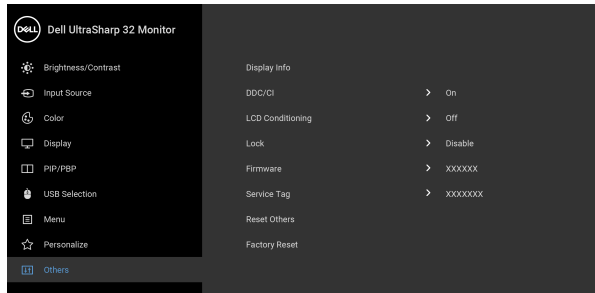 DELL Dell UltraSharp 32 Monitor
Brightness/Contrast Display Info
Input Source DDC/CI On
Color LCD Conditioning Off
Display Lock Disable
PIP/PBP Firmware XXXXXX
USB Selection Service Tag XXXXXXX
Menu Reset Others
Personalize Factory Reset
Others